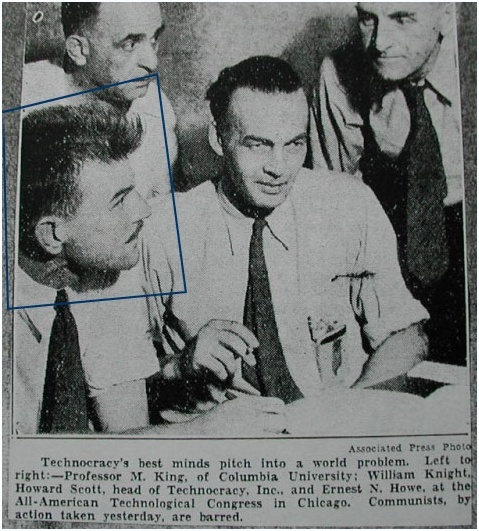 Associated Press Photo
Technocracy's best minds pitch into a world problem. Left to
right:—Professor M. King, of Columbia University; William Knight,
Howard Scott, head of Technocracy, Inc., and Ernest N. Howe, at the
All-American Technological Congress in Chicago. Communists, by
action taken yesterday, are barred.